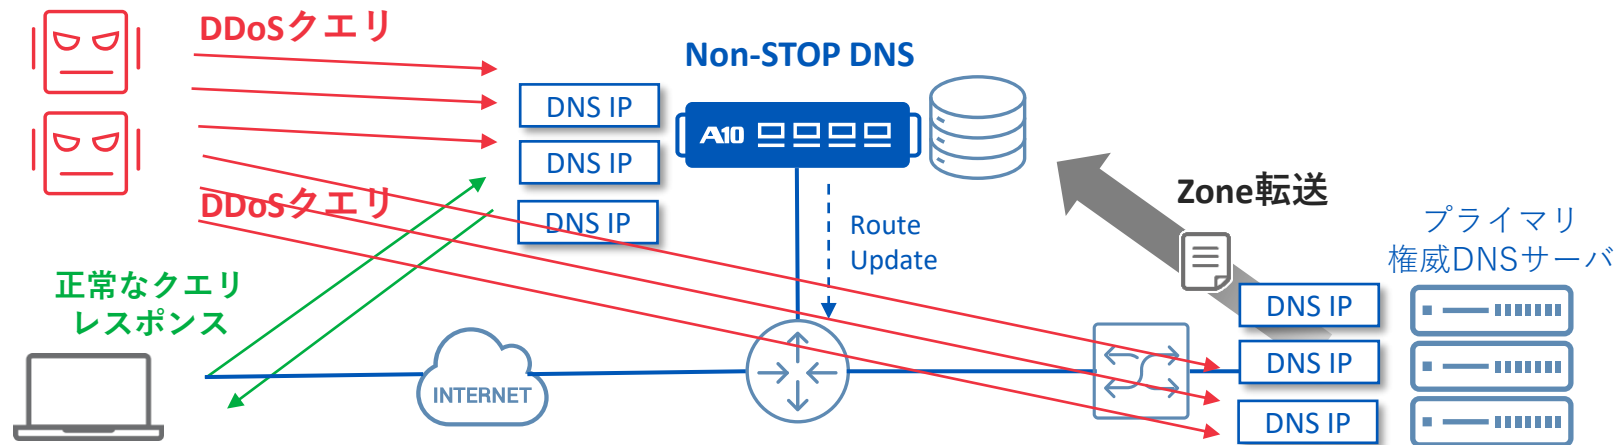 DDoSクエリ
Non-STOP DNS
DNS IP
A10
DNS IP
DNS IP
DDoSクエリ
Zone転送
Route
Update
プライマリ
権威DNSサーバ
正常なクエリ
レスポンス
INTERNET
DNS IP
DNS IP
DNS IP